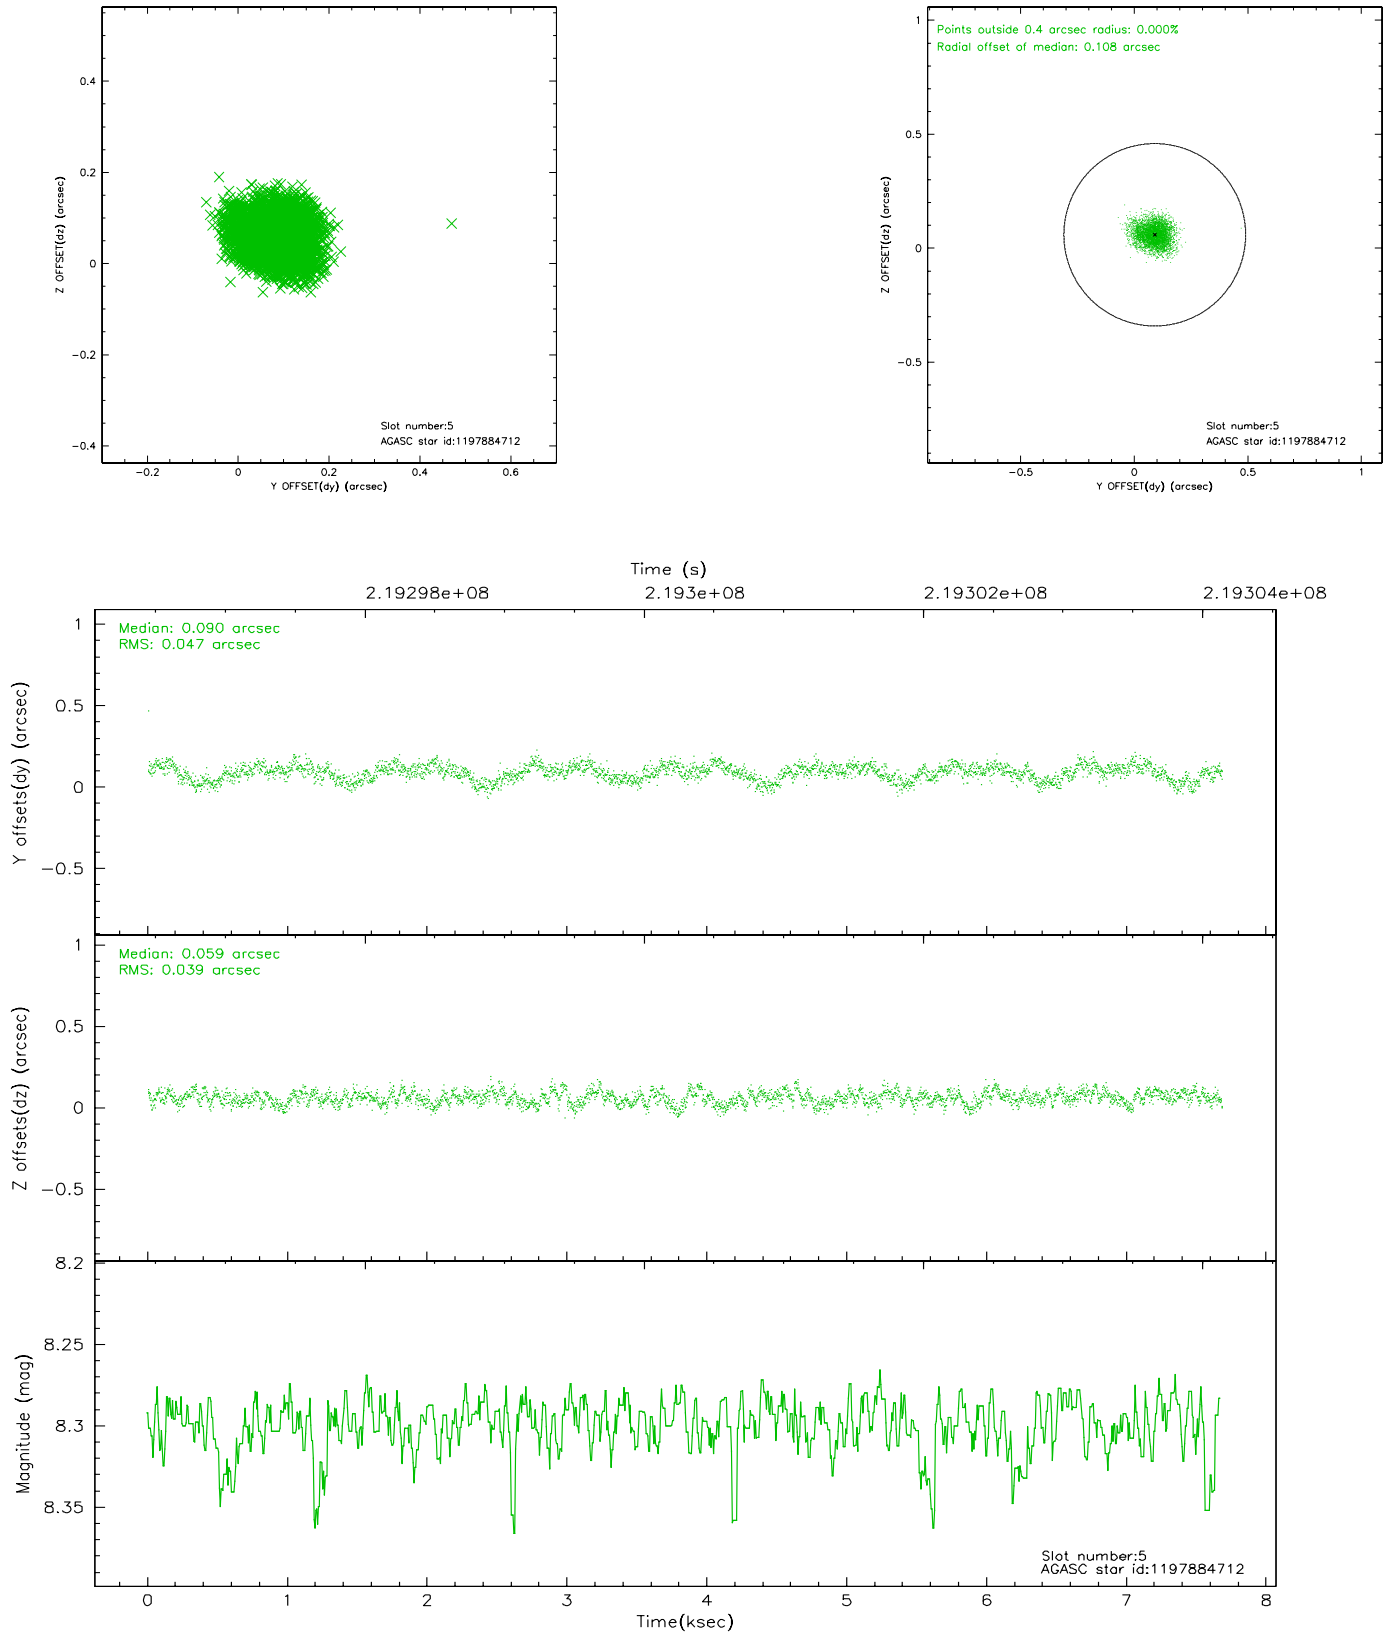 0.4
0.2
0
−0.2
−0.4
Z OFFSET(dz) (arcsec)
Slot number:5
AGASC star id:1197884712
−0.2
0
0.2
0.4
0.6
Y OFFSET(dy) (arcsec)
Points outside 0.4 arcsec radius: 0.000%
Radial offset of median: 0.108 arcsec
1
0.5
0
−0.5
Z OFFSET(dz) (arcsec)
Slot number:5
AGASC star id:1197884712
−0.5
0
0.5
1
Y OFFSET(dy) (arcsec)
Time (s)
2.19298e+08
2.193e+08
2.19302e+08
2.19304e+08
Median: 0.090 arcsec
RMS: 0.047 arcsec
1
0.5
0
−0.5
Y offsets(dy) (arcsec)
Median: 0.059 arcsec
RMS: 0.039 arcsec
1
0.5
0
−0.5
Z offsets(dz) (arcsec)
8.2
8.25
8.3
8.35
Magnitude (mag)
Slot number:5
AGASC star id:1197884712
0
1
2
3
4
5
6
7
8
Time(ksec)